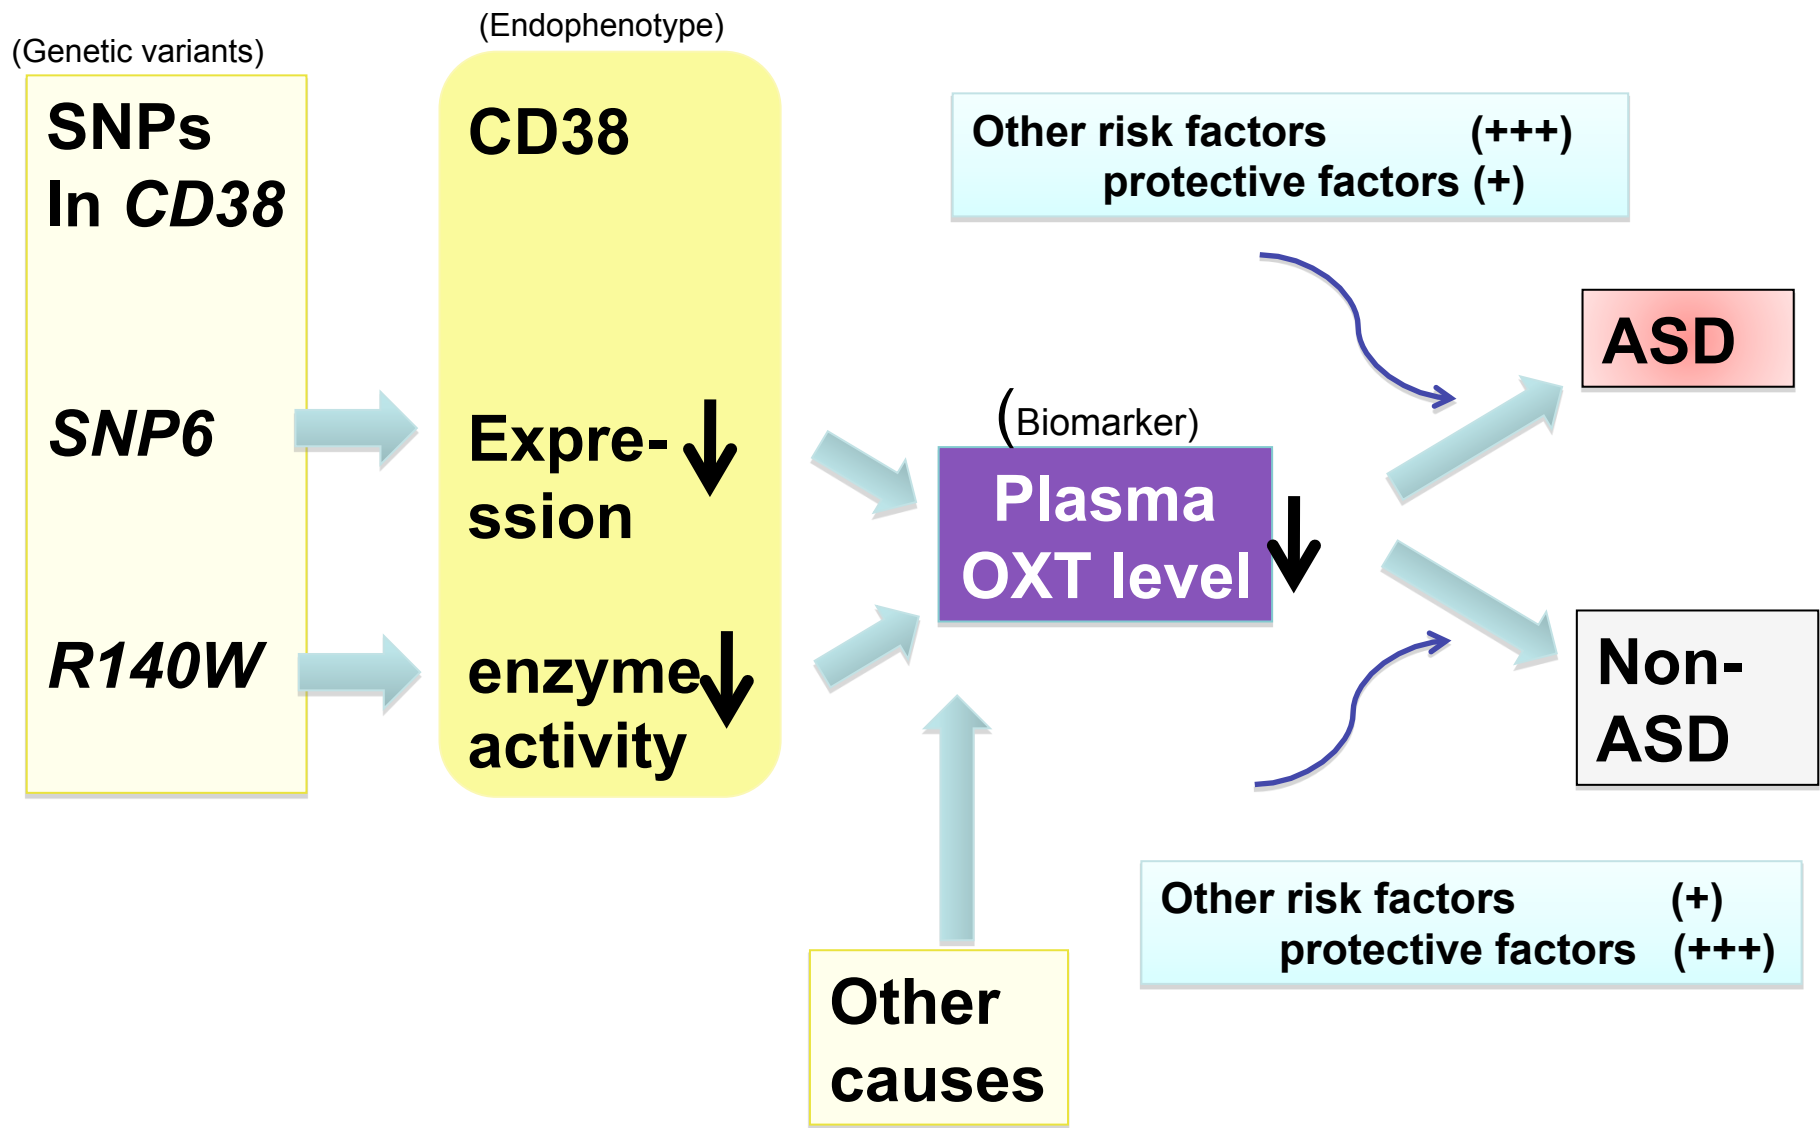 (Genetic variants)
SNPs
In CD38
SNP6
R140W
(Endophenotype)
CD38
Expre-
ssion
enzyme
activity
Other risk factors (+++)
protective factors (+)
(Biomarker)
Plasma
OXT level
ASD
Non-
ASD
Other risk factors (+)
protective factors (+++)
Other
causes